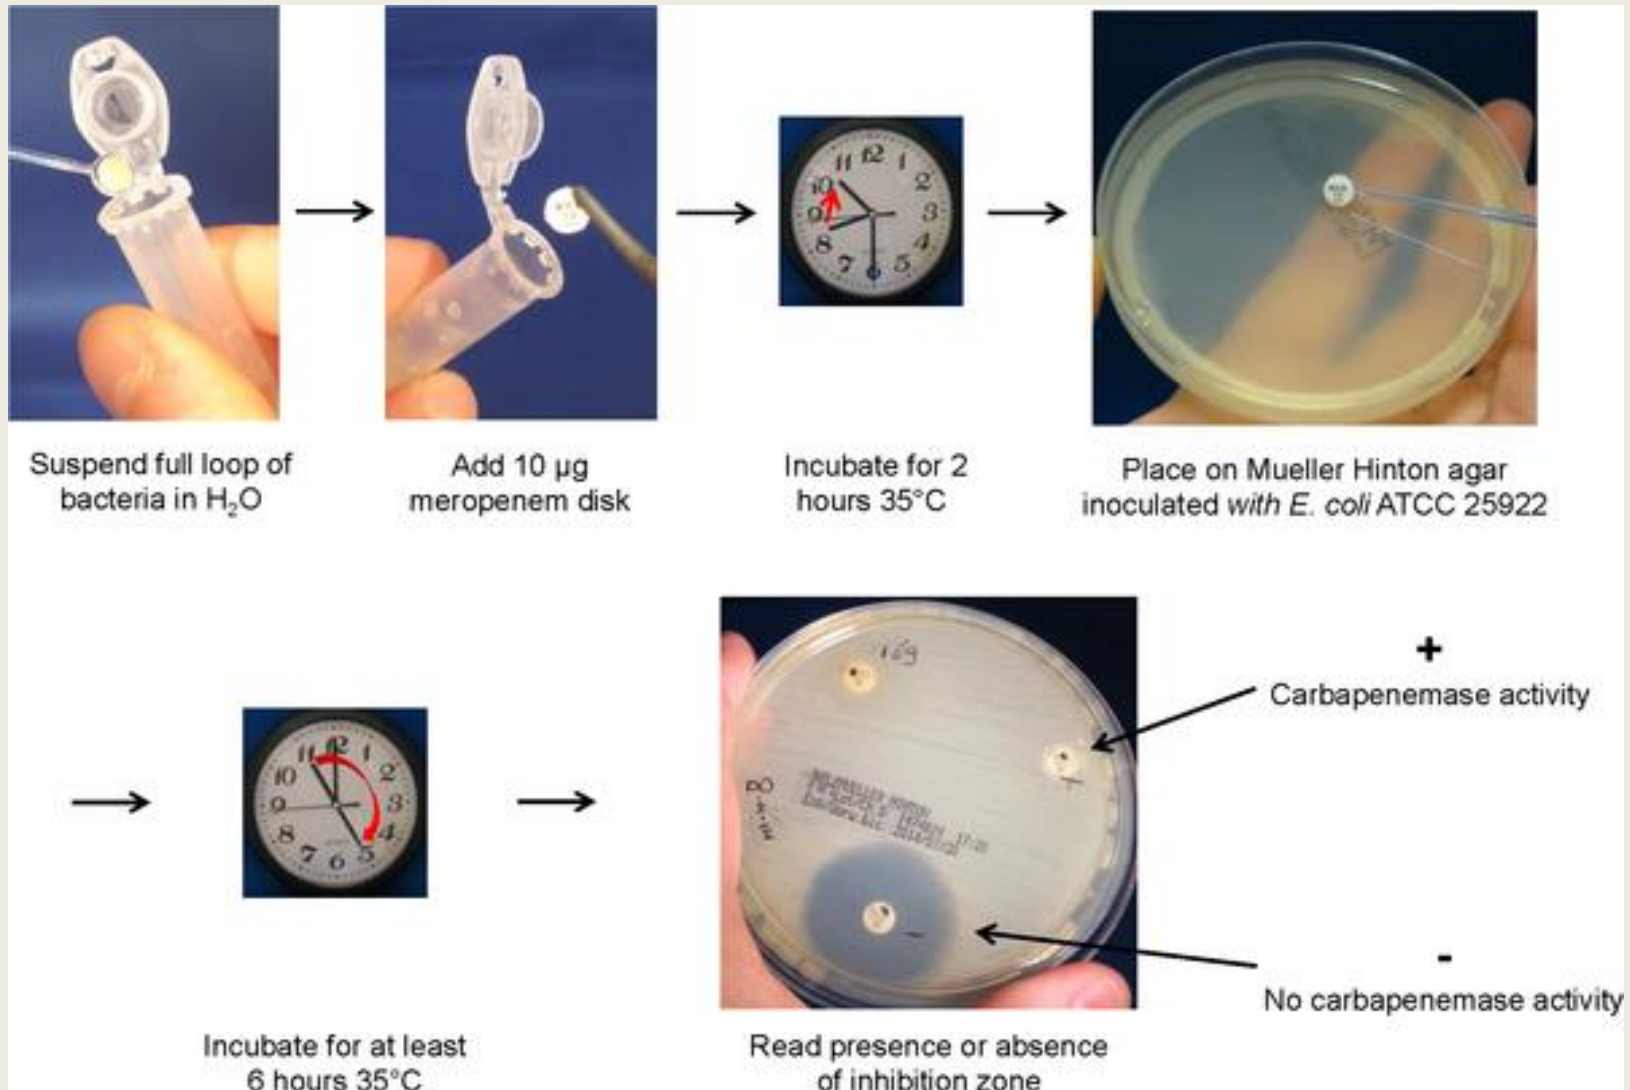 Suspend full loop of
bacteria in H₂O
Add 10 µg
meropenem disk
Incubate for 2
hours 35°C
Place on Mueller Hinton agar
inoculated with E. coli ATCC 25922
Incubate for at least
6 hours 35°C
Read presence or absence
of inhibition zone
+
Carbapenemase activity
-
No carbapenemase activity